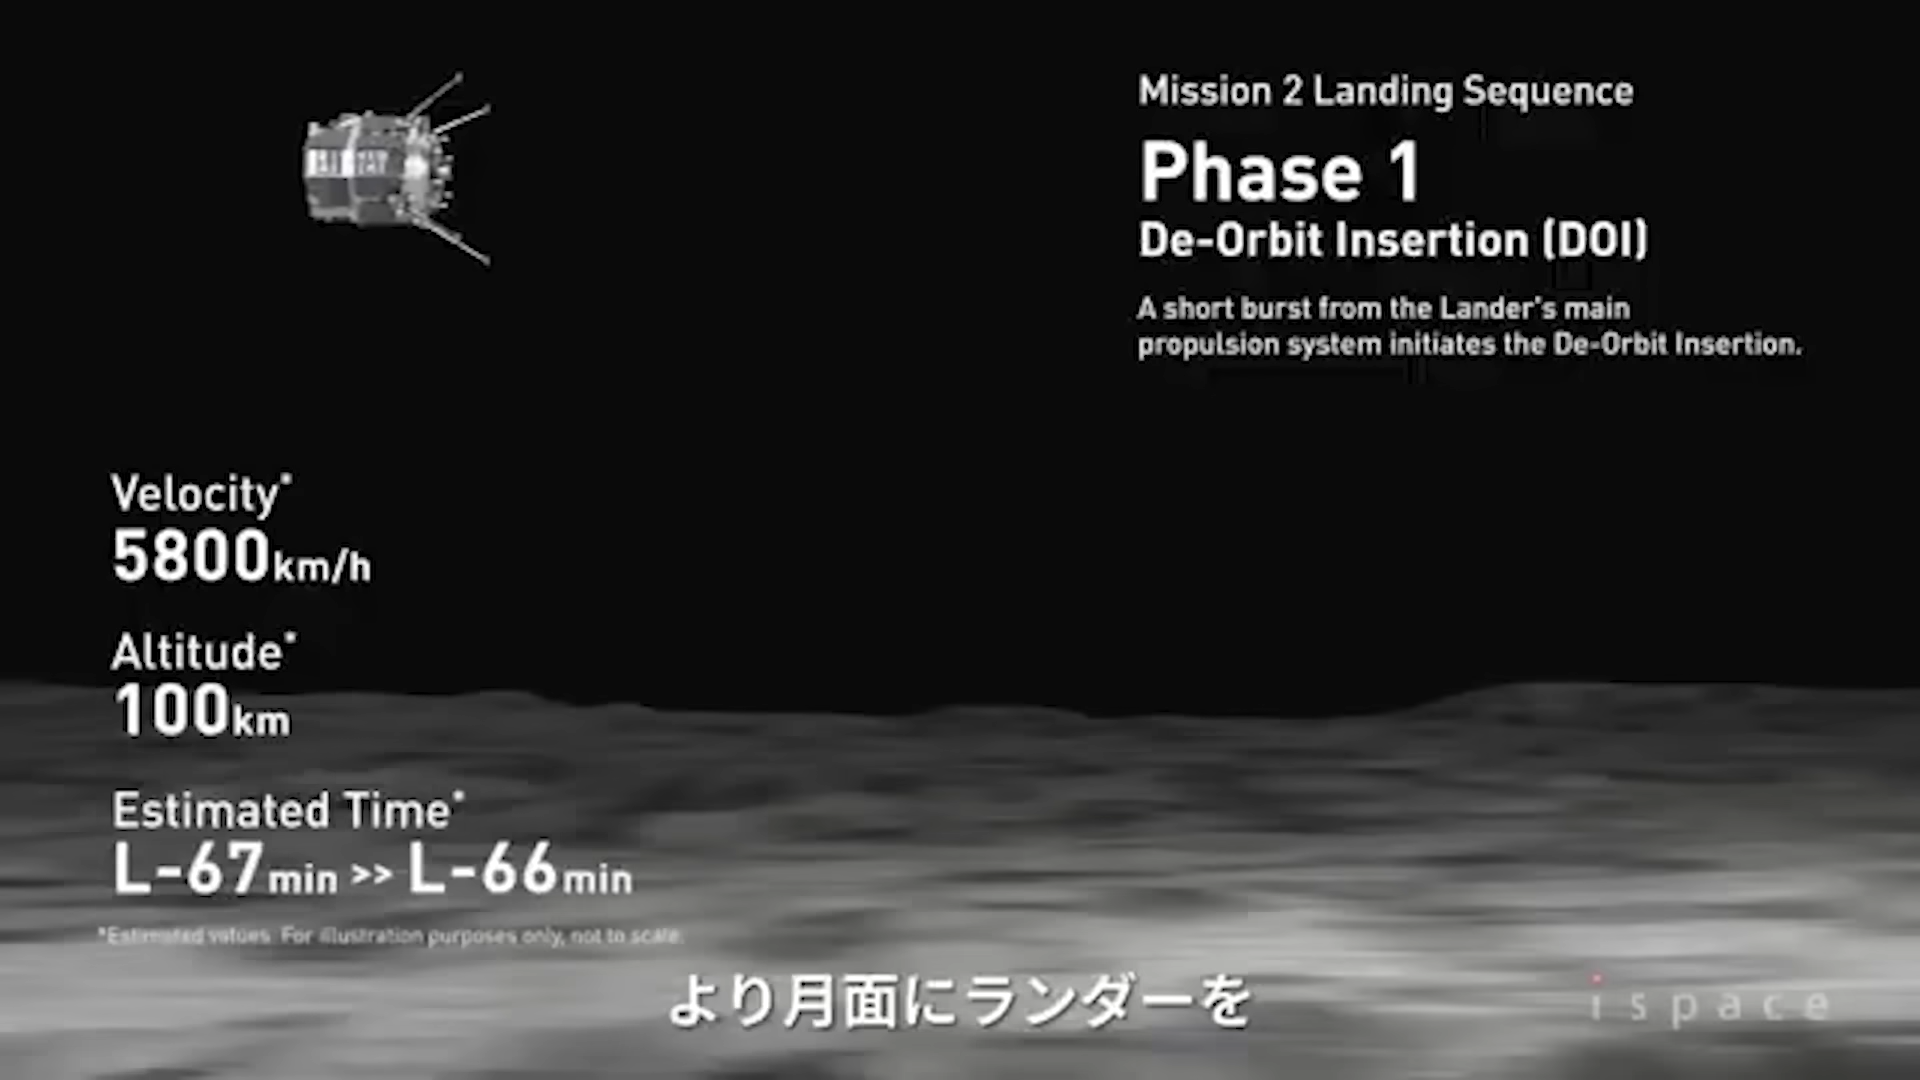 Mission 2 Landing Sequence
Phase 1
De-Orbit Insertion (DOI)
A short burst from the Lander's main
propulsion system initiates the De-Orbit Insertion.
Velocity*
5800km/h
Altitude*
100km
Estimated Time*
L-67min >> L-66min
*Estimated values. For illustration purposes only, not to scale.
より月面にランダーを
ispace